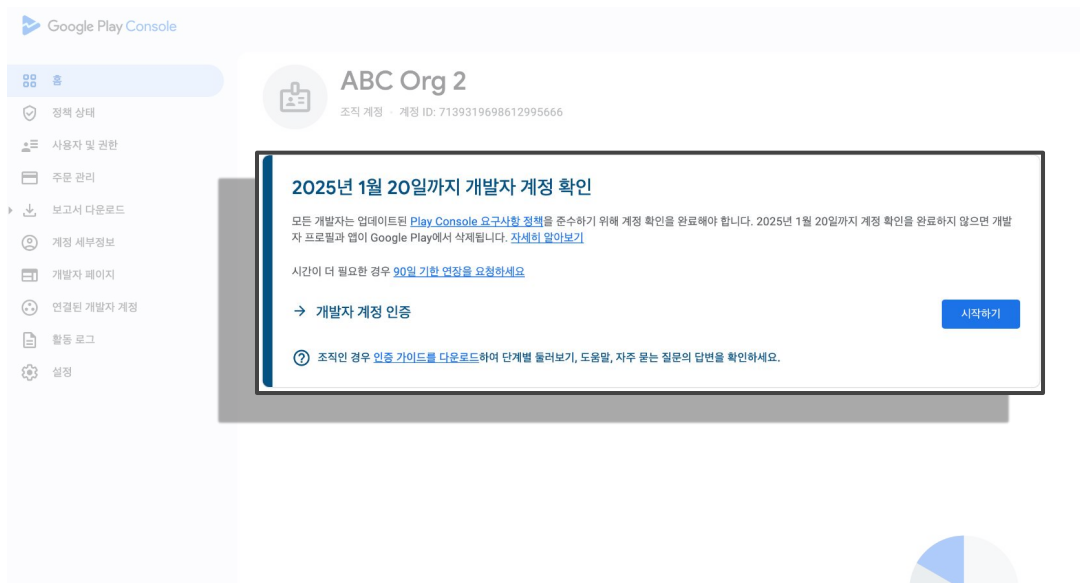 Google Play Console
홈
정책 상태
사용자 및 권한
주문 관리
보고서 다운로드
계정 세부정보
개발자 페이지
연결된 개발자 계정
활동 로그
설정
ABC Org 2
조직 계정 · 계정 ID: 7139319698612995666
2025년 1월 20일까지 개발자 계정 확인
모든 개발자는 업데이트된 Play Console 요구사항 정책을 준수하기 위해 계정 확인을 완료해야 합니다. 2025년 1월 20일까지 계정 확인을 완료하지 않으면 개발
자 프로필과 앱이 Google Play에서 삭제됩니다. 자세히 알아보기
시간이 더 필요한 경우 90일 기한 연장을 요청하세요
개발자 계정 인증
시작하기
조직인 경우 인증 가이드를 다운로드하여 단계별 둘러보기, 도움말, 자주 묻는 질문의 답변을 확인하세요.